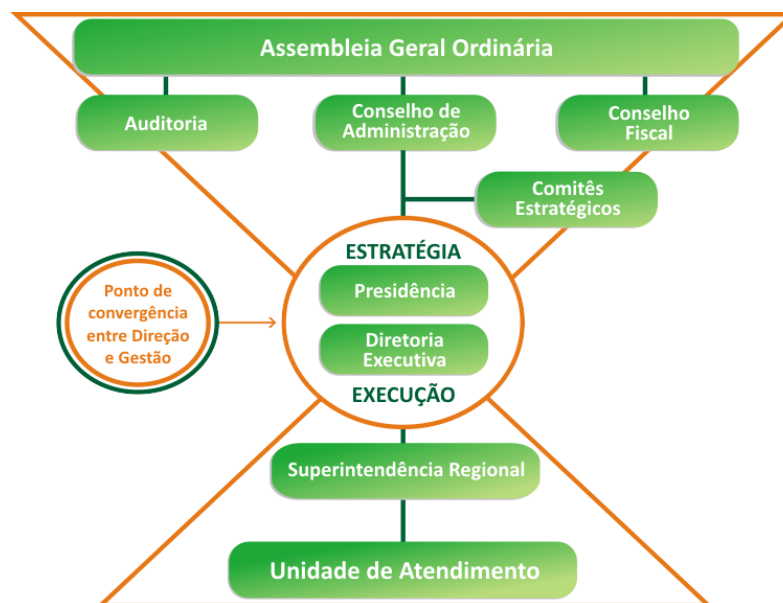 Assembleia Geral Ordinária
Auditoria
Conselho de
Administração
Conselho
Fiscal
Comitês
Estratégicos
ESTRATÉGIA
Presidência
Diretoria
Executiva
EXECUÇÃO
Ponto de
convergência
entre Direção
e Gestão
Superintendência Regional
Unidade de Atendimento